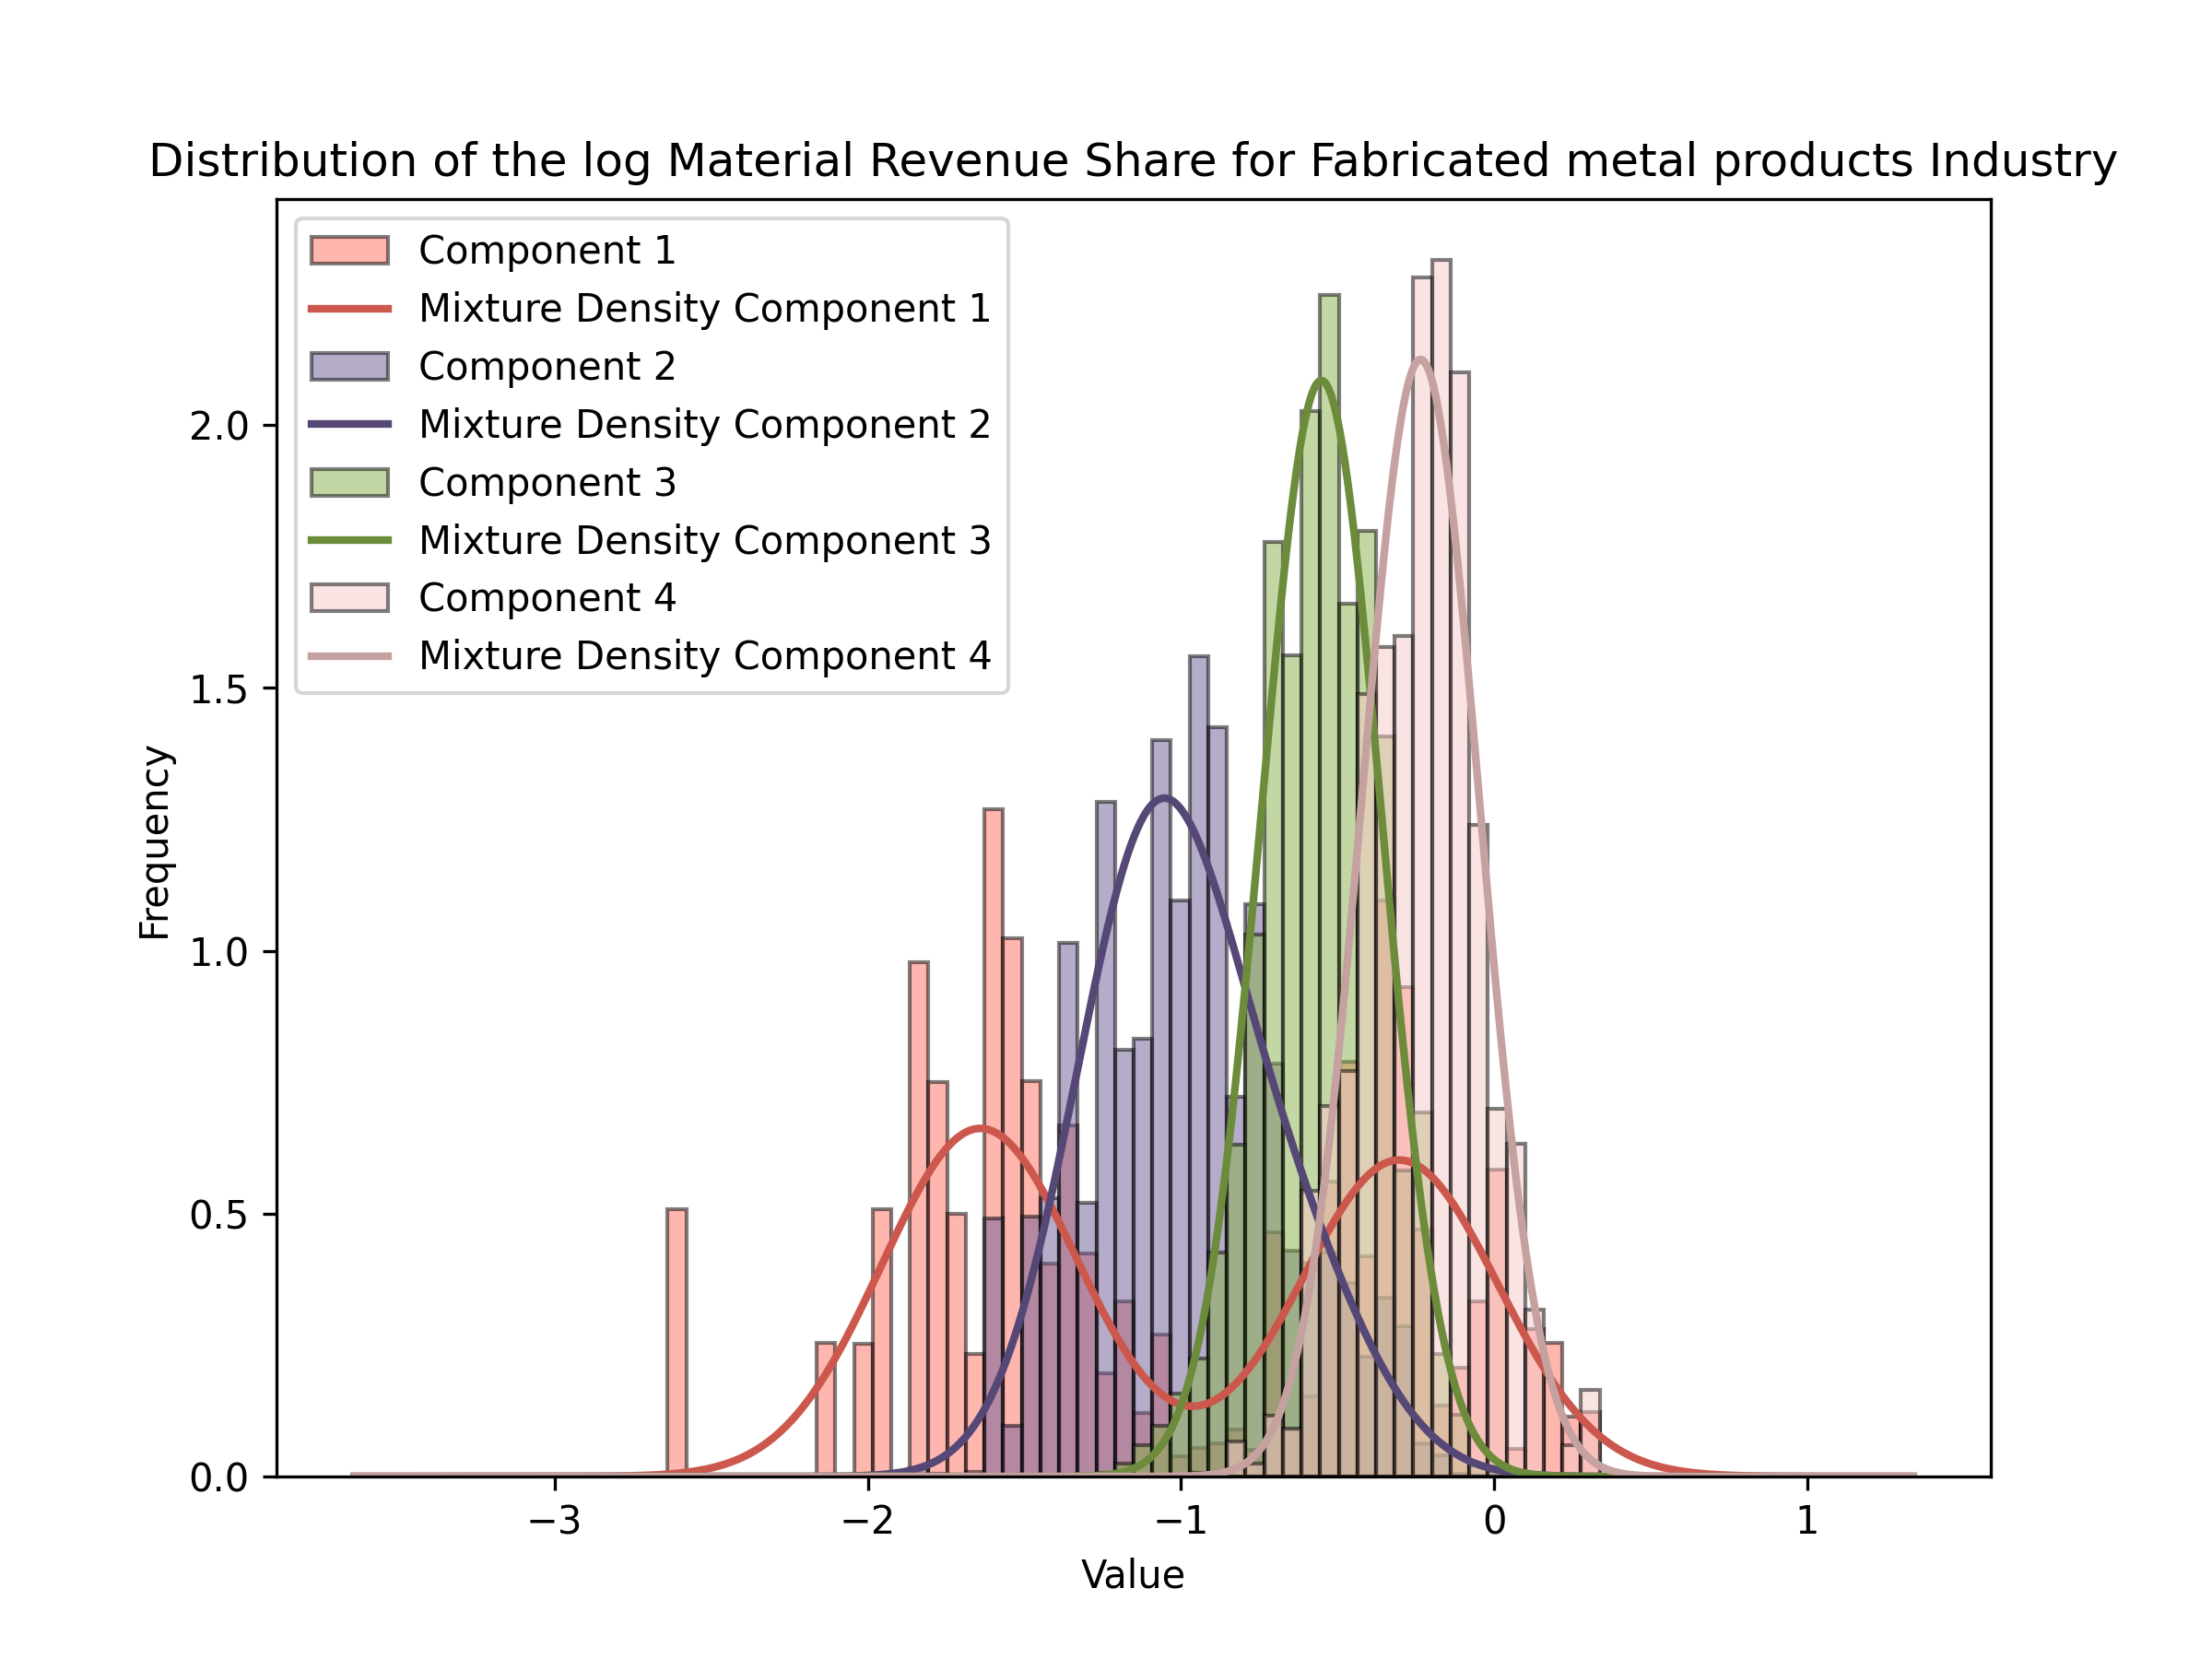 Distribution of the log Material Revenue Share for Fabricated metal products Industry
Component 1
Mixture Density Component 1
Component 2
Mixture Density Component 2
Component 3
Mixture Density Component 3
Component 4
Mixture Density Component 4
2.0
1.5
1.0
0.5
0.0
Frequency
−3 −2 −1 0 1
Value